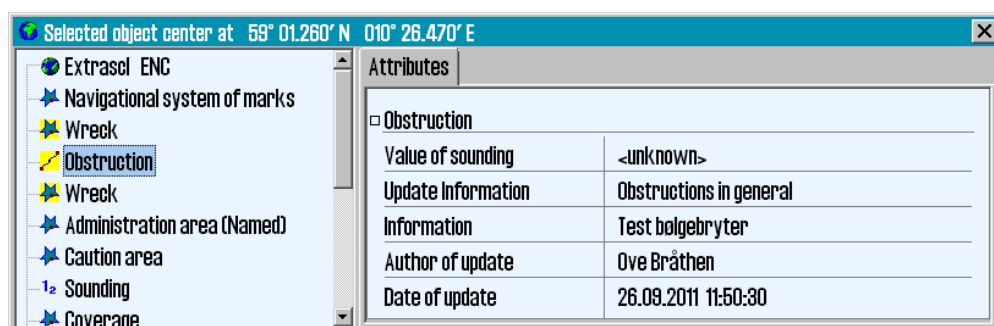 Selected object center at 59° 01.260' N 010° 26.470' E
Extrascl ENC
Navigational system of marks
Wreck
Obstruction
Wreck
Administration area (Named)
Caution area
1₂ Sounding
Coverage
Attributes
Obstruction
Value of sounding <unknown>
Update Information Obstructions in general
Information Test bølgebryter
Author of update Ove Bråthen
Date of update 26.09.2011 11:50:30